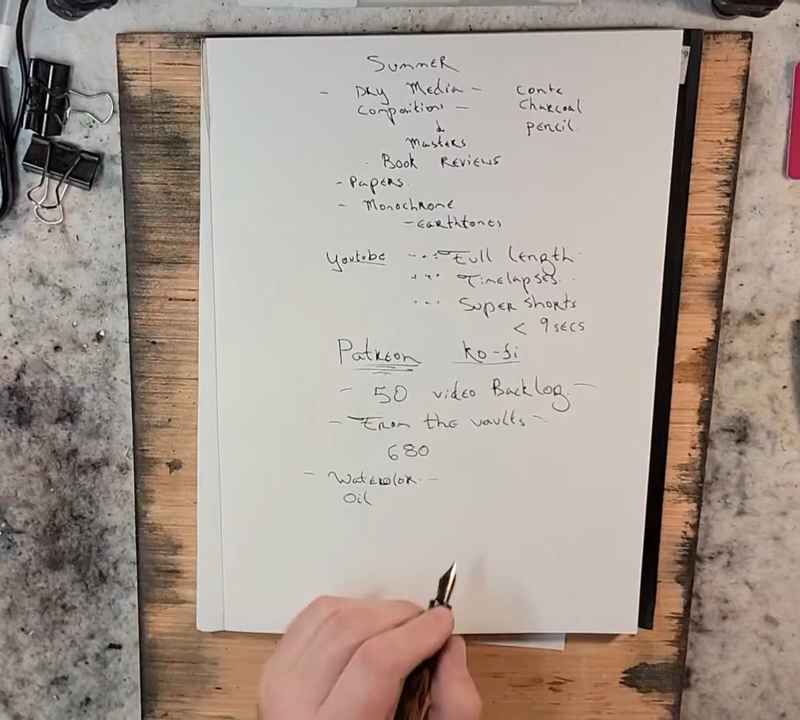 Summer
- Dry Media - conte
Compositions - Charcoal
& pencil
Masters
. Book Reviews
- Papers.
- Monochrome
- Earthtones
Youtube ... Full length
... Timelapses.
... Super shorts
< 9 secs
Patreon Ko-fi
- 50 video Backlog -
- From the vaults -
680
- Watercolor. -
Oil